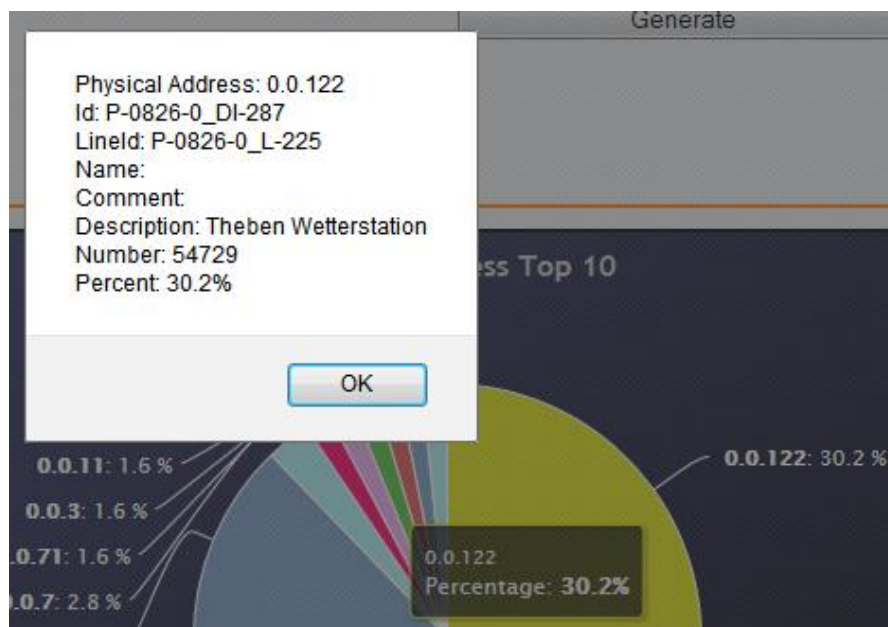 Generate
Physical Address: 0.0.122
Id: P-0826-0_DI-287
LineId: P-0826-0_L-225
Name:
Comment:
Description: Theben Wetterstation
Number: 54729
Percent: 30.2%
OK
ess Top 10
0.0.122: 30.2 %
0.0.11: 1.6 %
0.0.3: 1.6 %
.0.71: 1.6 %
.0.7: 2.8 %
0.0.122
Percentage: 30.2%